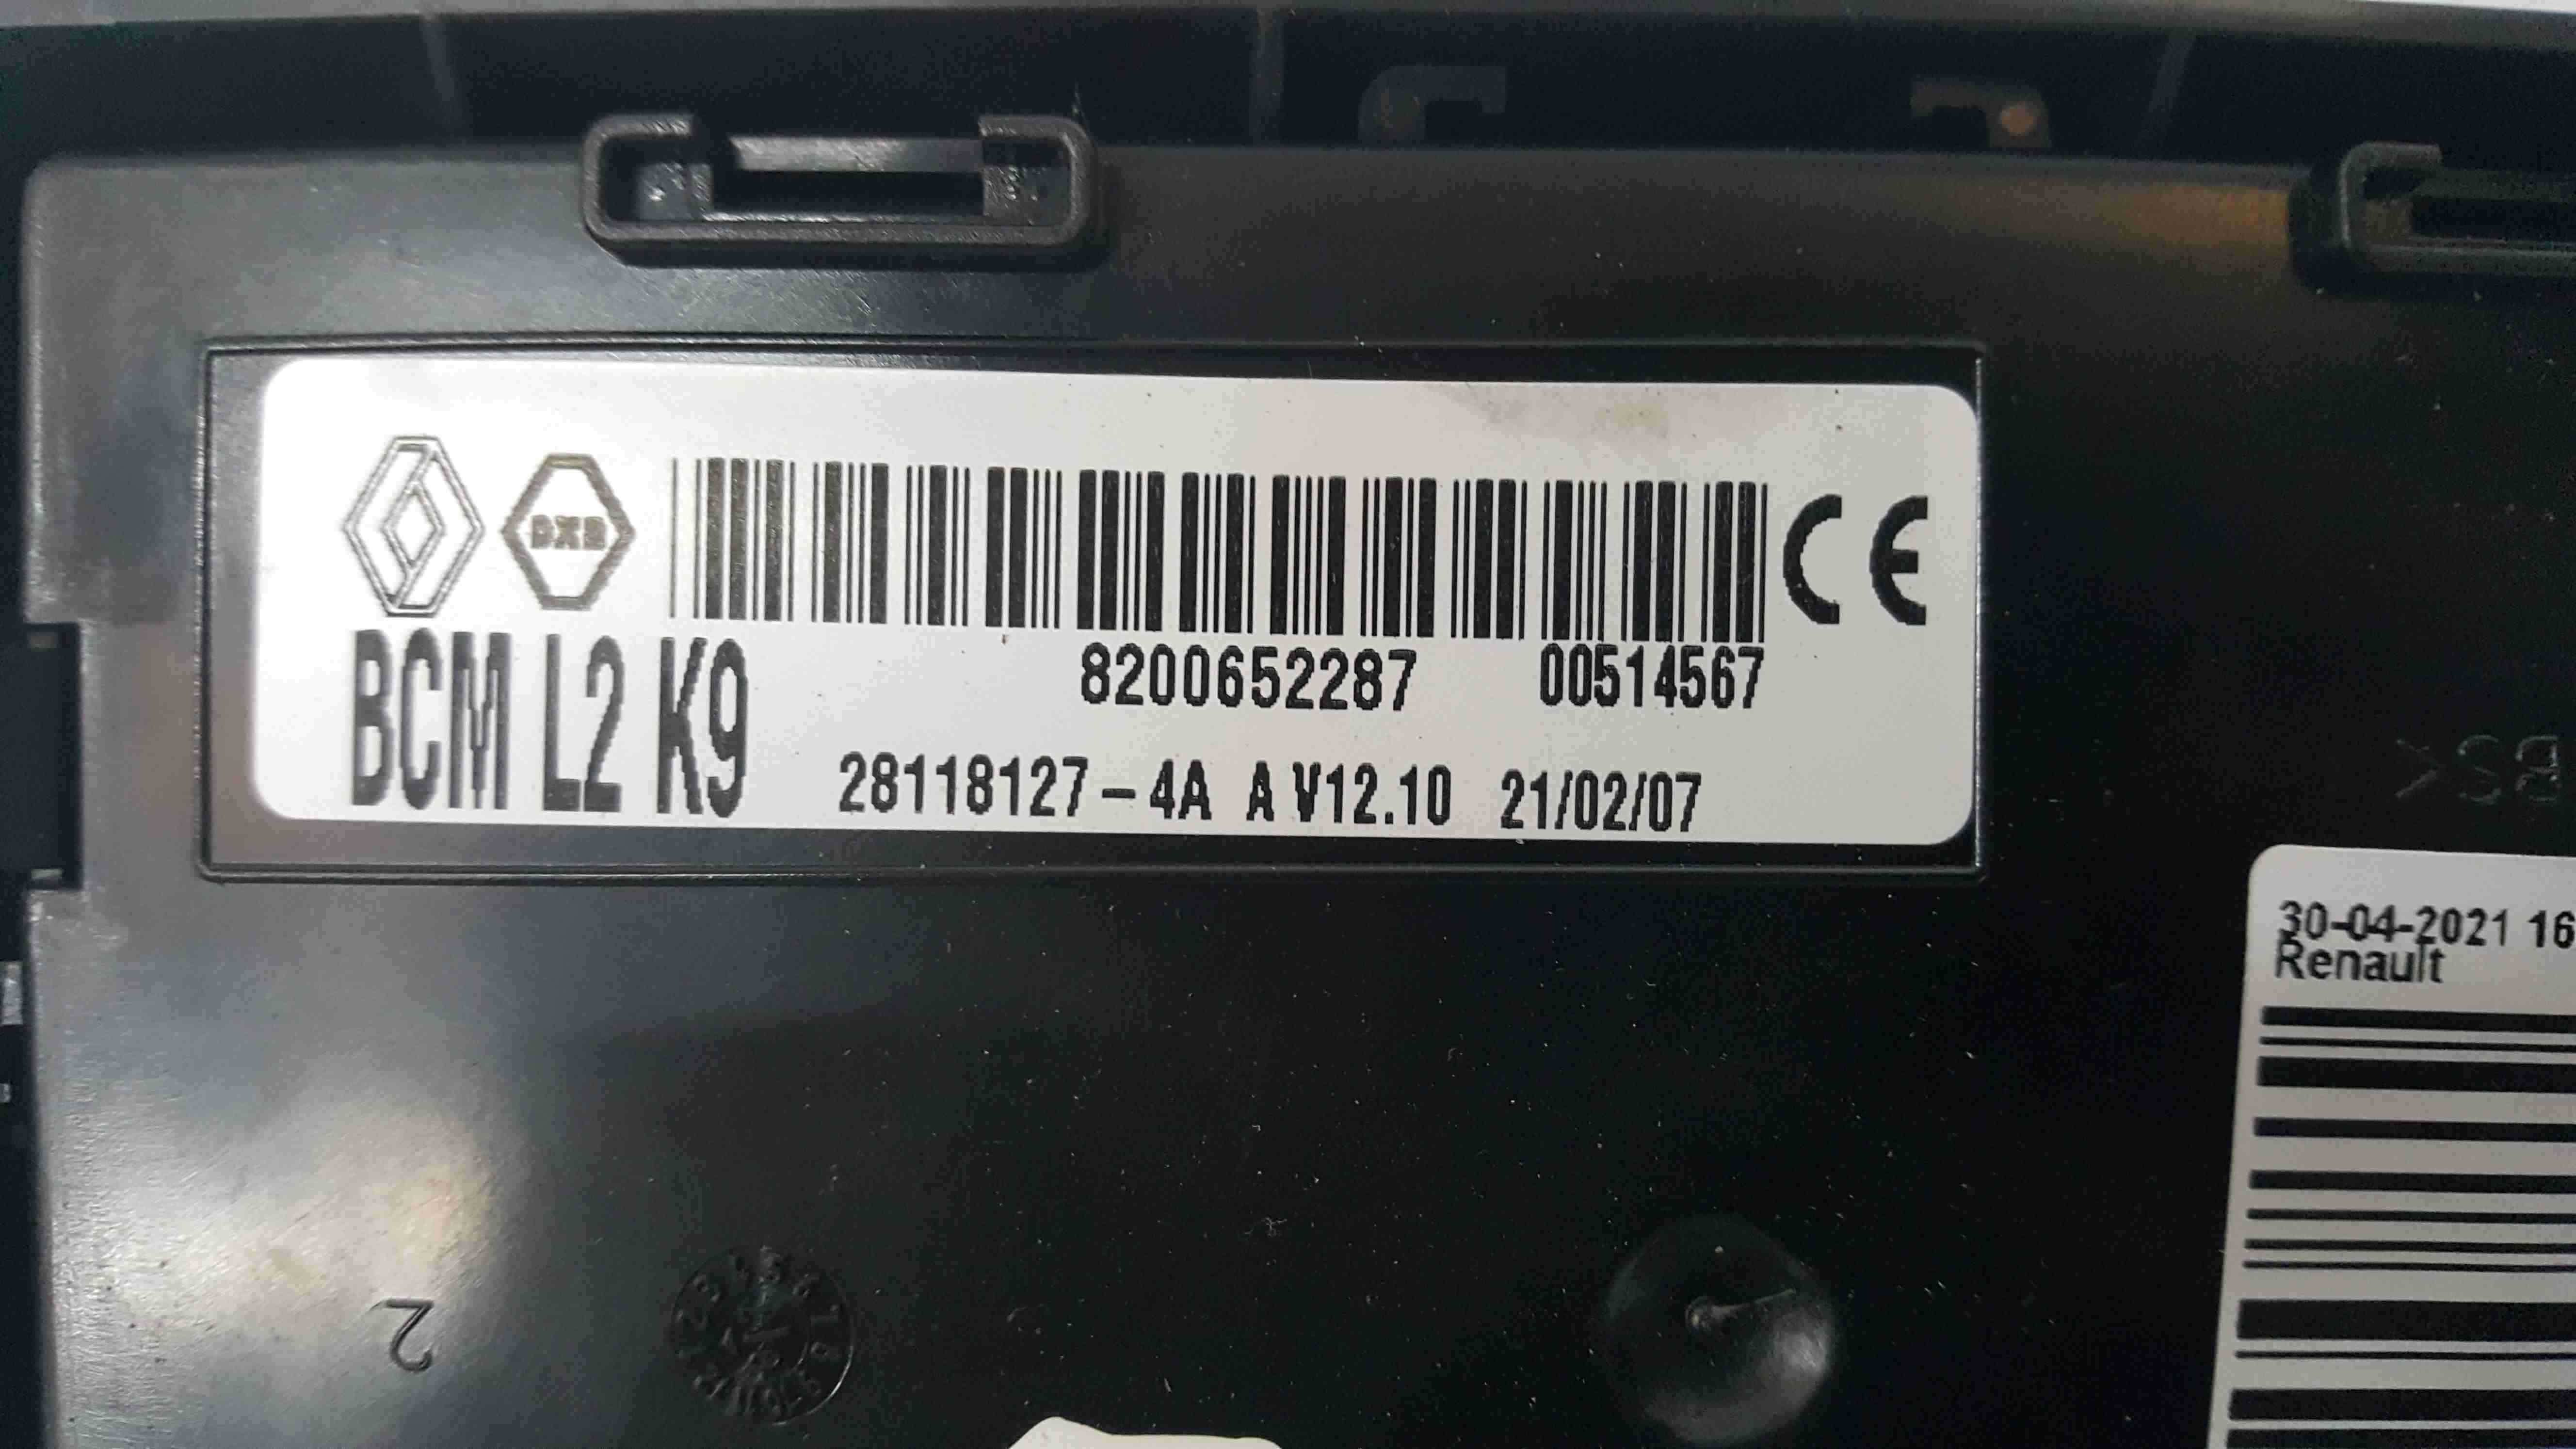 BCM L2 K9
8200652287 00514567
28118127-4A A V12.10 21/02/07
CE
30-04-2021 16
Renault
2